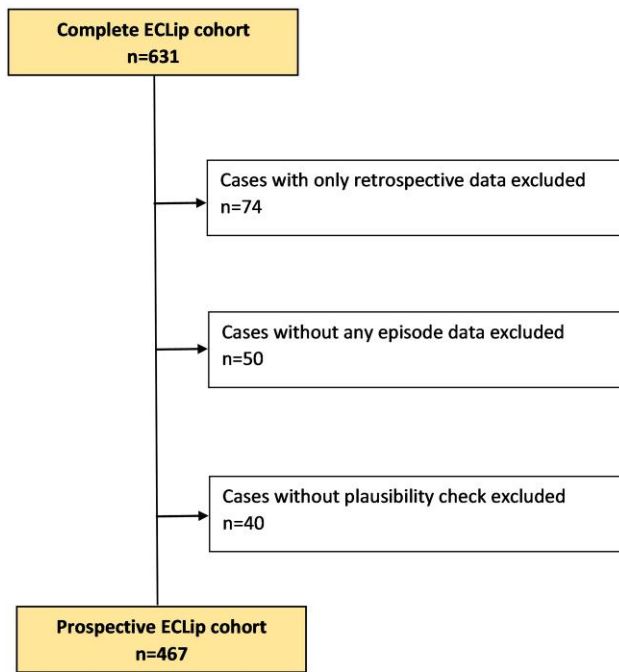 Complete ECLip cohort
n=631
Cases with only retrospective data excluded
n=74
Cases without any episode data excluded
n=50
Cases without plausibility check excluded
n=40
Prospective ECLip cohort
n=467